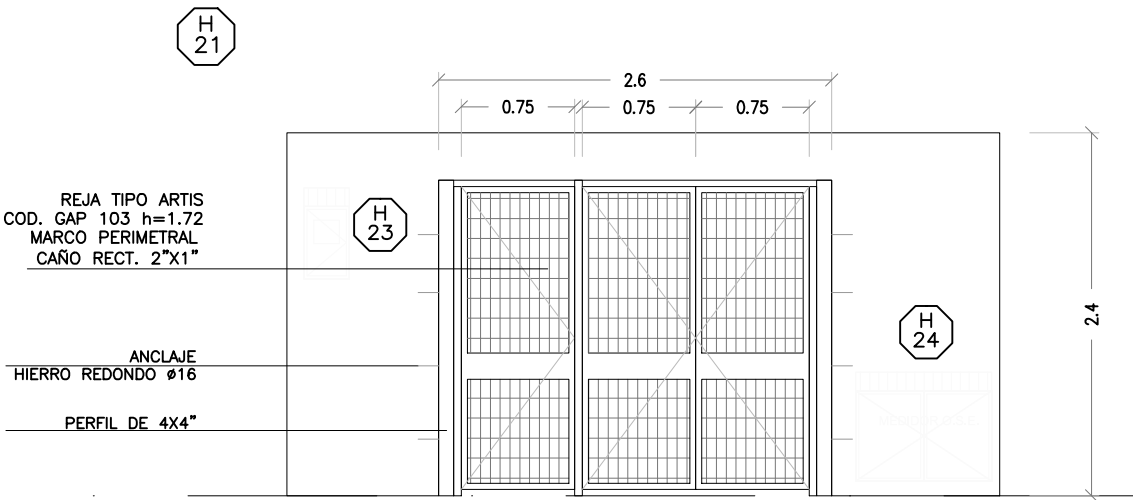 H
21
2.6
0.75
0.75
0.75
REJA TIPO ARTIS
COD. GAP 103 h=1.72
MARCO PERIMETRAL
CAÑO RECT. 2"X1"
H
23
2.4
H
24
ANCLAJE
HIERRO REDONDO ø16
PERFIL DE 4X4"